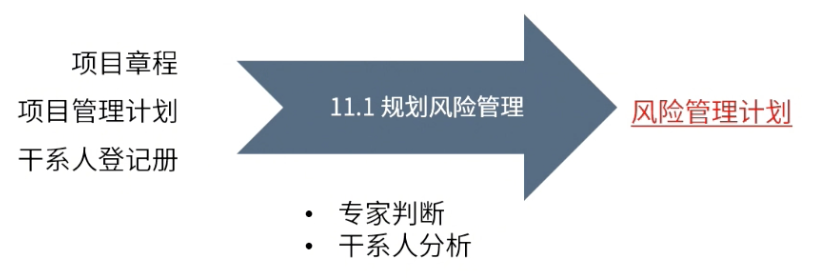 项目章程
项目管理计划
干系人登记册
11.1 规划风险管理
风险管理计划
• 专家判断
• 干系人分析